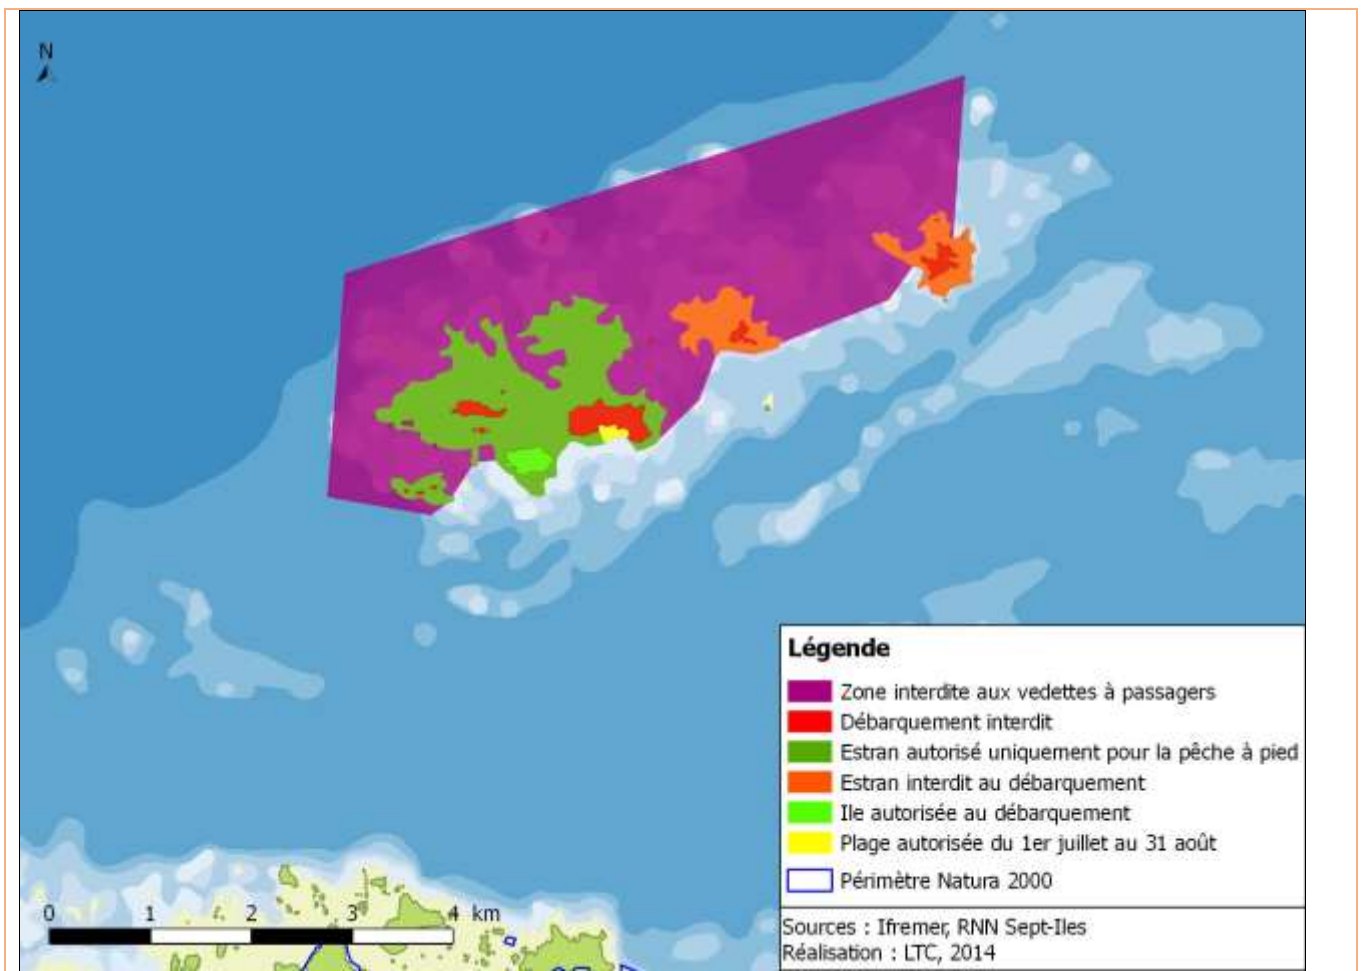 N
Légende
Zone interdite aux vedettes à passagers
Débarquement interdit
Estran autorisé uniquement pour la pêche à pied
Estran interdit au débarquement
Ile autorisée au débarquement
Plage autorisée du 1er juillet au 31 août
Périmètre Natura 2000
0 1 2 3 4 km
Sources : Ifremer, RNN Sept-Iles
Réalisation : LTC, 2014